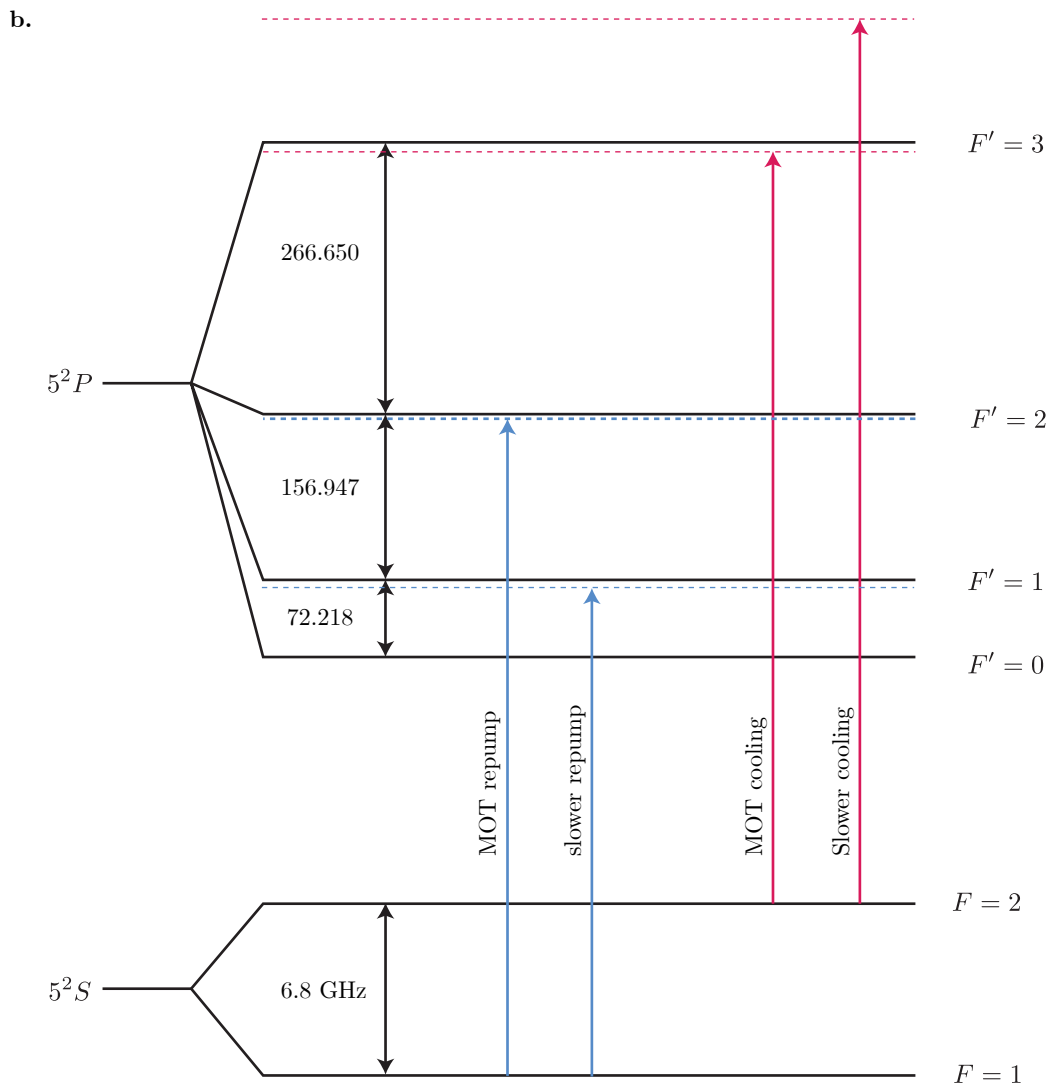 b.
F′ = 3
266.650
5²P
F′ = 2
156.947
F′ = 1
72.218
F′ = 0
MOT repump
slower repump
MOT cooling
Slower cooling
F = 2
5²S
6.8 GHz
F = 1